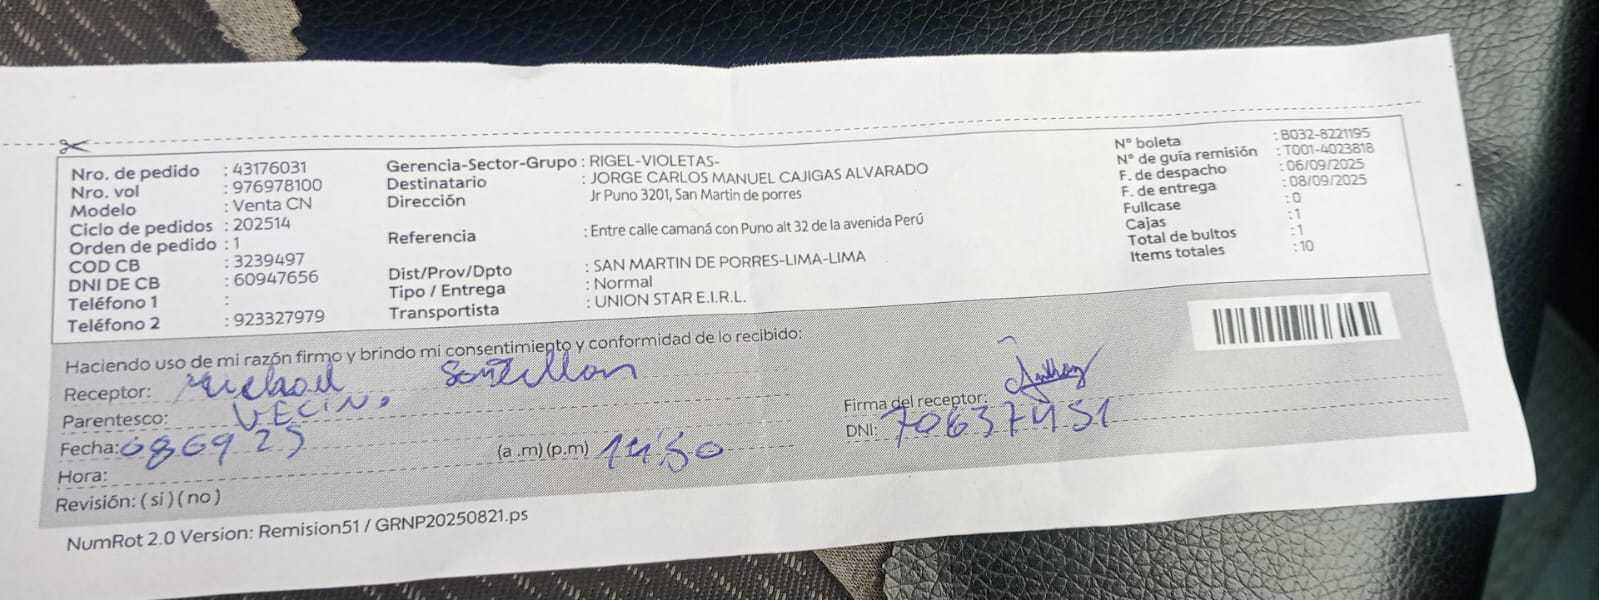 Nro. de pedido : 43176031
Nro. vol : 976978100
Modelo : Venta CN
Ciclo de pedidos : 202514
Orden de pedido : 1
COD CB : 3239497
DNI DE CB : 60947656
Teléfono 1 :
Teléfono 2 : 923327979
Gerencia-Sector-Grupo : RIGEL-VIOLETAS-
Destinatario : JORGE CARLOS MANUEL CAJIGAS ALVARADO
Dirección Jr Puno 3201, San Martin de porres
Referencia : Entre calle camaná con Puno alt 32 de la avenida Perú
Dist/Prov/Dpto : SAN MARTIN DE PORRES-LIMA-LIMA
Tipo / Entrega : Normal
Transportista : UNION STAR E.I.R.L.
N° boleta : B032-8221195
N° de guía remisión : T001-4023818
F. de despacho : 06/09/2025
F. de entrega : 08/09/2025
Fullcase : 0
Cajas : 1
Total de bultos : 1
Items totales : 10
Haciendo uso de mi razón firmo y brindo mi consentimiento y conformidad de lo recibido:
Receptor: Michael Santillan
Parentesco: VECINO
Fecha: 080925
(a .m) (p.m) 14:50
Hora:
Revisión: ( si ) ( no )
Firma del receptor:
DNI: 70637451
NumRot 2.0 Version: Remision51 / GRNP20250821.ps